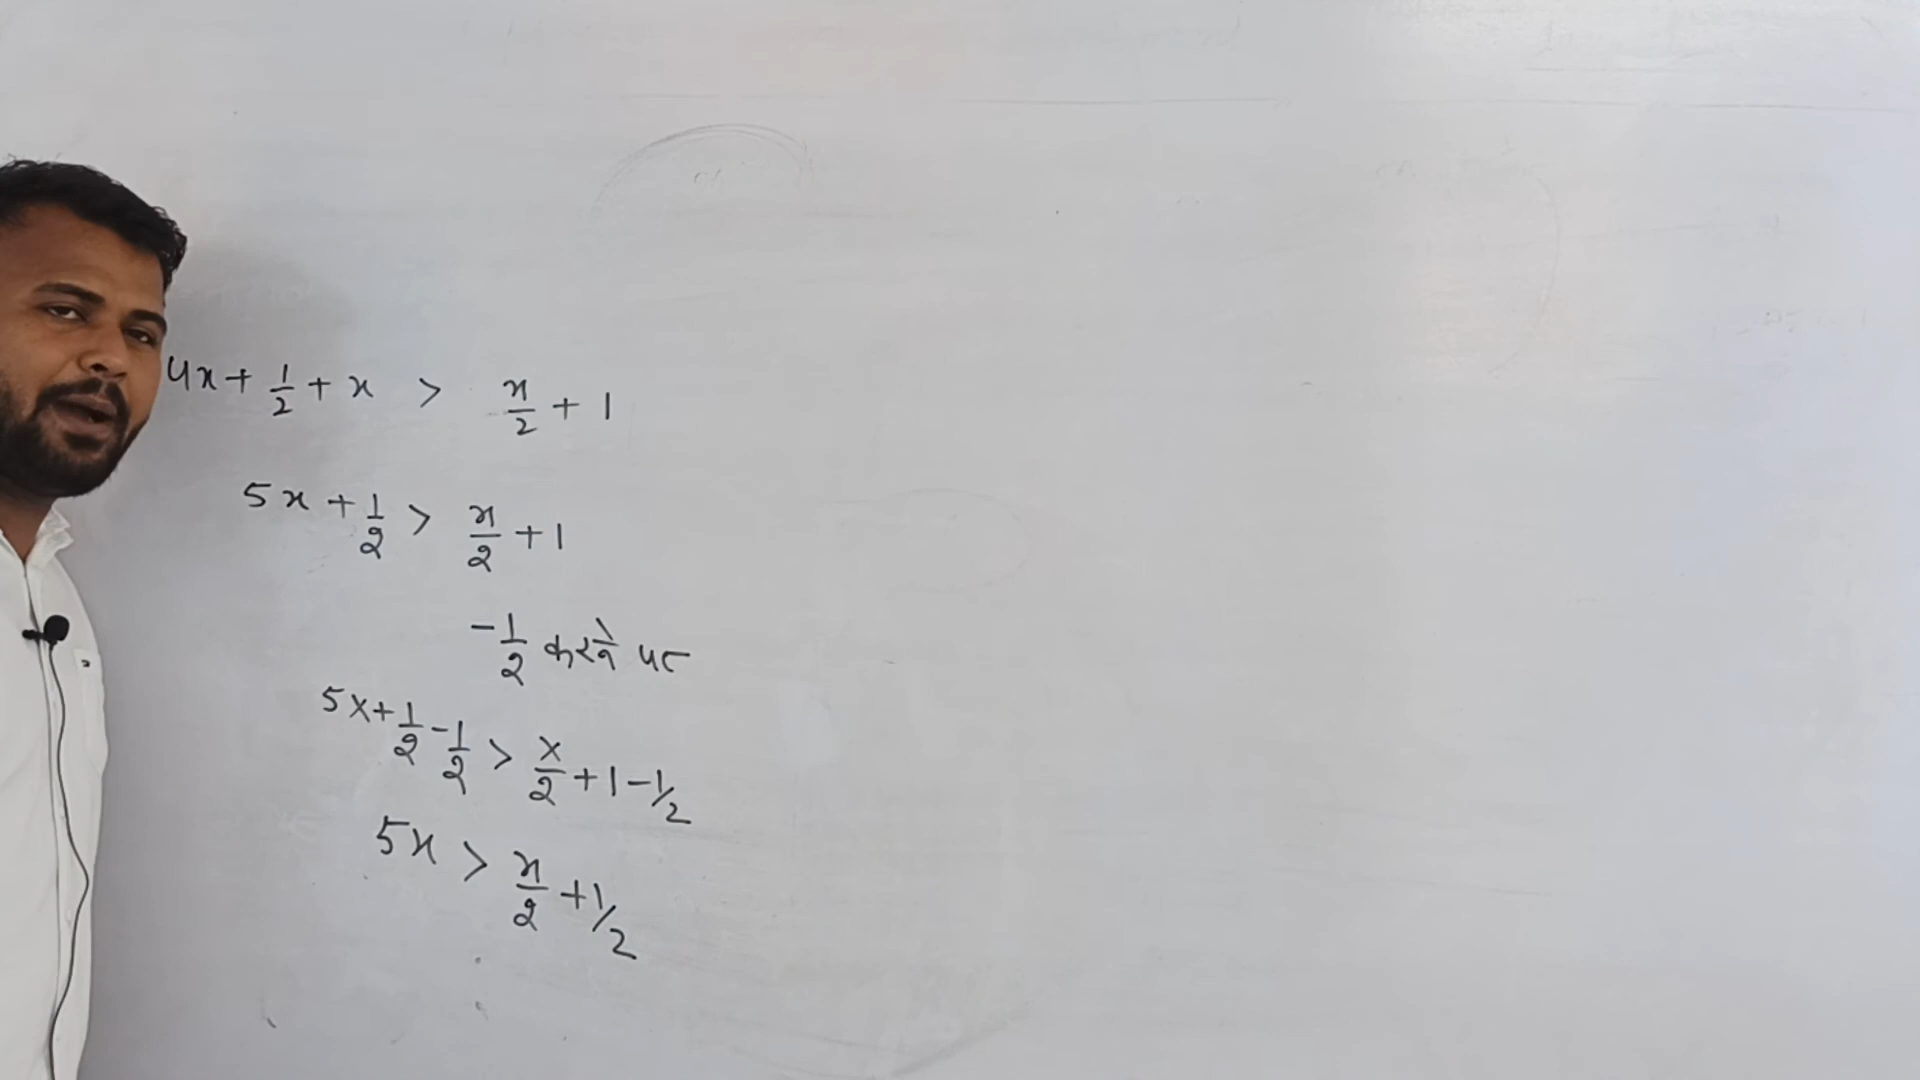 4x + 1/2 + x > x/2 + 1
5x + 1/2 > x/2 + 1
-1/2 करने पर
5x + 1/2 - 1/2 > x/2 + 1 - 1/2
5x > x/2 + 1/2